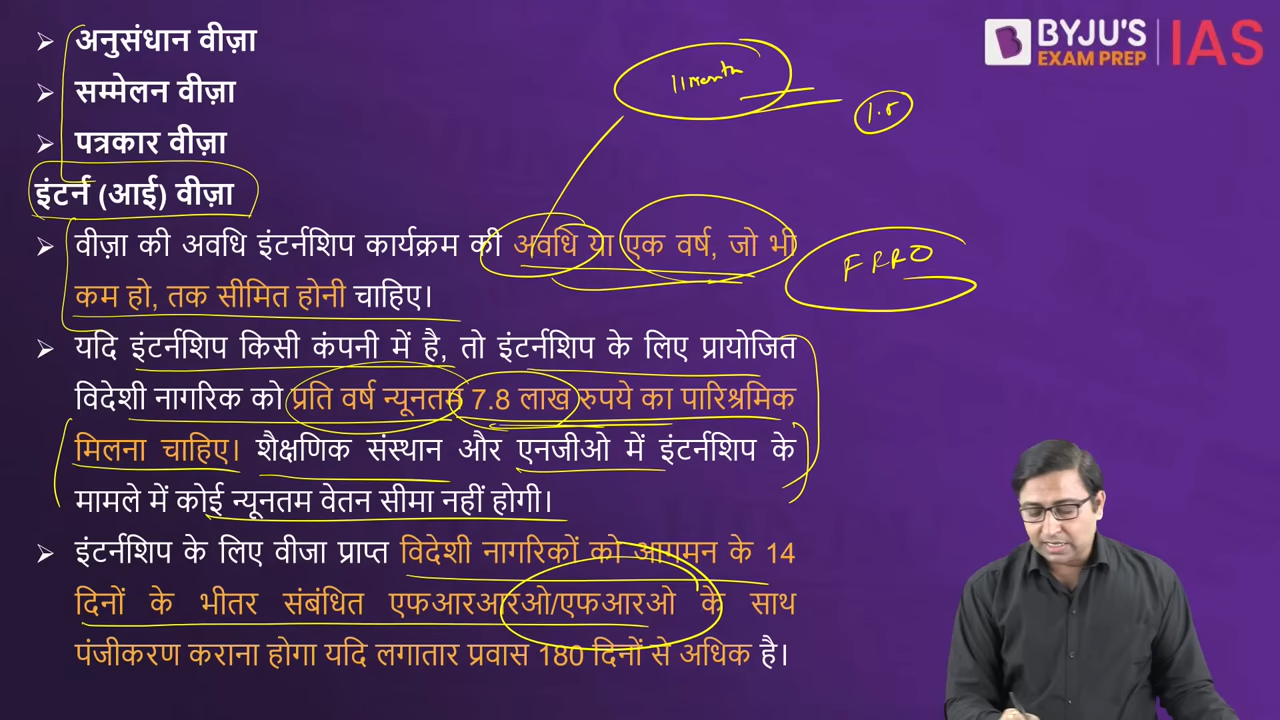 अनुसंधान वीज़ा
सम्मेलन वीज़ा
पत्रकार वीज़ा
इंटर्न (आई) वीज़ा
वीज़ा की अवधि इंटर्नशिप कार्यक्रम की अवधि या एक वर्ष, जो भी
कम हो, तक सीमित होनी चाहिए।
यदि इंटर्नशिप किसी कंपनी में है, तो इंटर्नशिप के लिए प्रायोजित
विदेशी नागरिक को प्रति वर्ष न्यूनतम 7.8 लाख रुपये का पारिश्रमिक
मिलना चाहिए। शैक्षणिक संस्थान और एनजीओ में इंटर्नशिप के
मामले में कोई न्यूनतम वेतन सीमा नहीं होगी।
इंटर्नशिप के लिए वीजा प्राप्त विदेशी नागरिकों को आगमन के 14
दिनों के भीतर संबंधित एफआरआरओ/एफआरओ के साथ
पंजीकरण कराना होगा यदि लगातार प्रवास 180 दिनों से अधिक है।
11 month
1.5
FRRO
BYJU'S
EXAM PREP
IAS